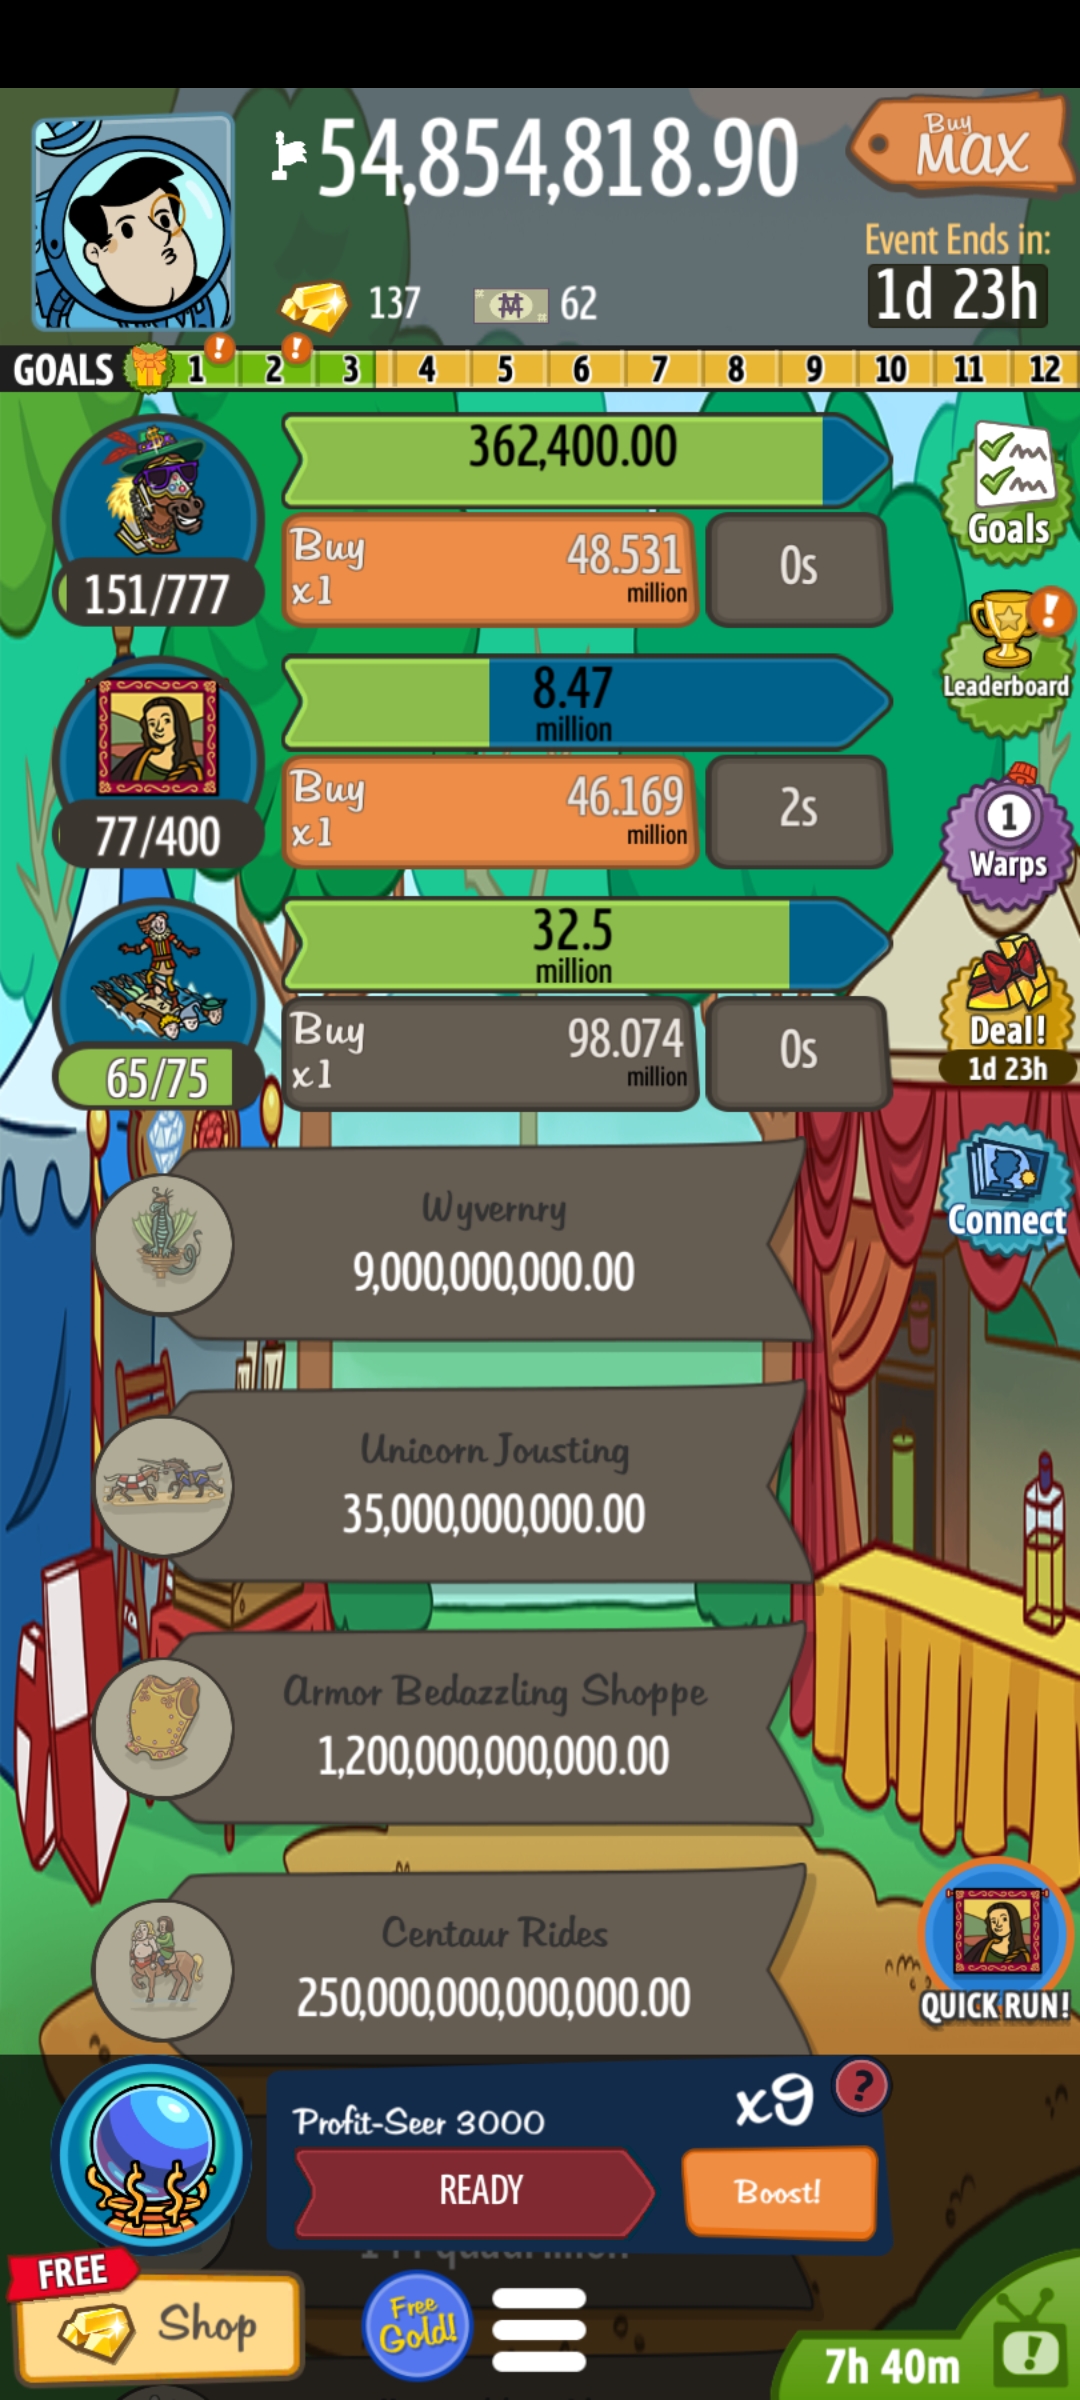 54,854,818.90
Buy
MAX
Event Ends in:
1d 23h
137
62
GOALS 1 ! 2 ! 3 4 5 6 7 8 9 10 11 12
362,400.00
Buy
x1
48.531
million
0s
151/777
Goals
!
Leaderboard
8.47
million
Buy
x1
46.169
million
2s
77/400
1
Warps
32.5
million
Buy
x1
98.074
million
0s
65/75
Deal!
1d 23h
Wyvernry
9,000,000,000.00
Connect
Unicorn Jousting
35,000,000,000.00
Armor Bedazzling Shoppe
1,200,000,000,000.00
Centaur Rides
250,000,000,000,000.00
QUICK RUN!
Profit-Seer 3000
x9
?
READY
Boost!
FREE
Shop
Free
Gold!
7h 40m
!